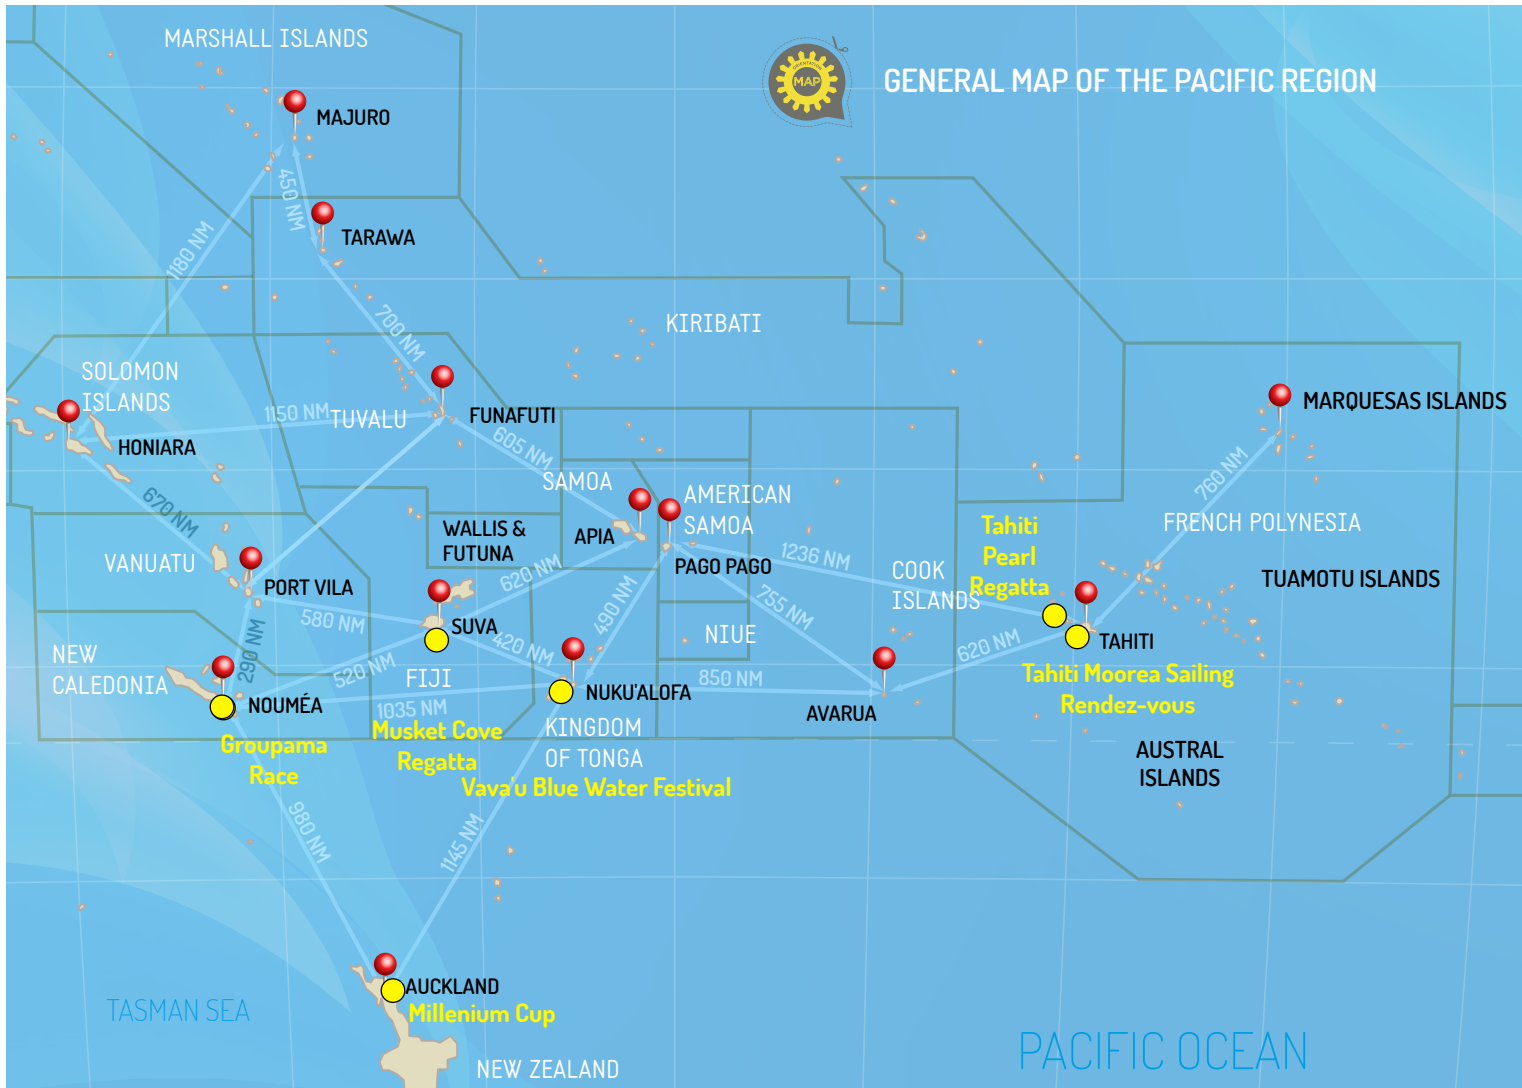 MARSHALL ISLANDS
ORIENTATION
MAP
GENERAL MAP OF THE PACIFIC REGION
MAJURO
450 NM
TARAWA
1180 NM
700 NM
KIRIBATI
SOLOMON
ISLANDS
1150 NM
TUVALU
FUNAFUTI
HONIARA
605 NM
MARQUESAS ISLANDS
760 NM
670 NM
SAMOA
AMERICAN
SAMOA
WALLIS &
FUTUNA
APIA
PAGO PAGO
1236 NM
Tahiti
Pearl
Regatta
FRENCH POLYNESIA
VANUATU
PORT VILA
620 NM
COOK
ISLANDS
TUAMOTU ISLANDS
580 NM
SUVA
490 NM
755 NM
NIUE
TAHITI
620 NM
290 NM
420 NM
NEW
CALEDONIA
520 NM
FIJI
Tahiti Moorea Sailing
Rendez-vous
NOUMÉA
1035 NM
NUKU'ALOFA
850 NM
AVARUA
Groupama
Race
Musket Cove
Regatta
KINGDOM
OF TONGA
Vava'u Blue Water Festival
AUSTRAL
ISLANDS
980 NM
1145 NM
AUCKLAND
Millenium Cup
TASMAN SEA
NEW ZEALAND
PACIFIC OCEAN